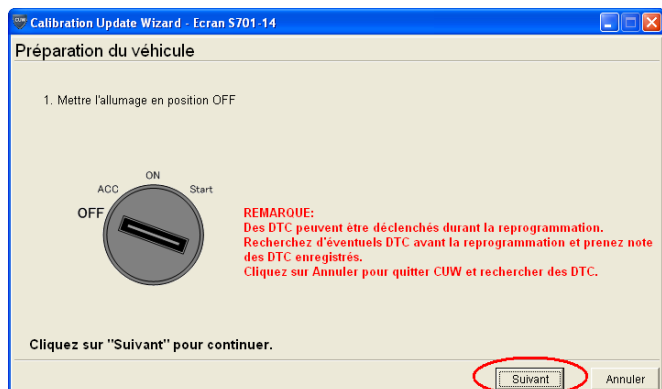 CUW Calibration Update Wizard - Ecran S701-14
Préparation du véhicule
1. Mettre l'allumage en position OFF
ON
ACC
Start
OFF
REMARQUE:
Des DTC peuvent être déclenchés durant la reprogrammation.
Recherchez d'éventuels DTC avant la reprogrammation et prenez note
des DTC enregistrés.
Cliquez sur Annuler pour quitter CUW et rechercher des DTC.
Cliquez sur "Suivant" pour continuer.
Suivant
Annuler